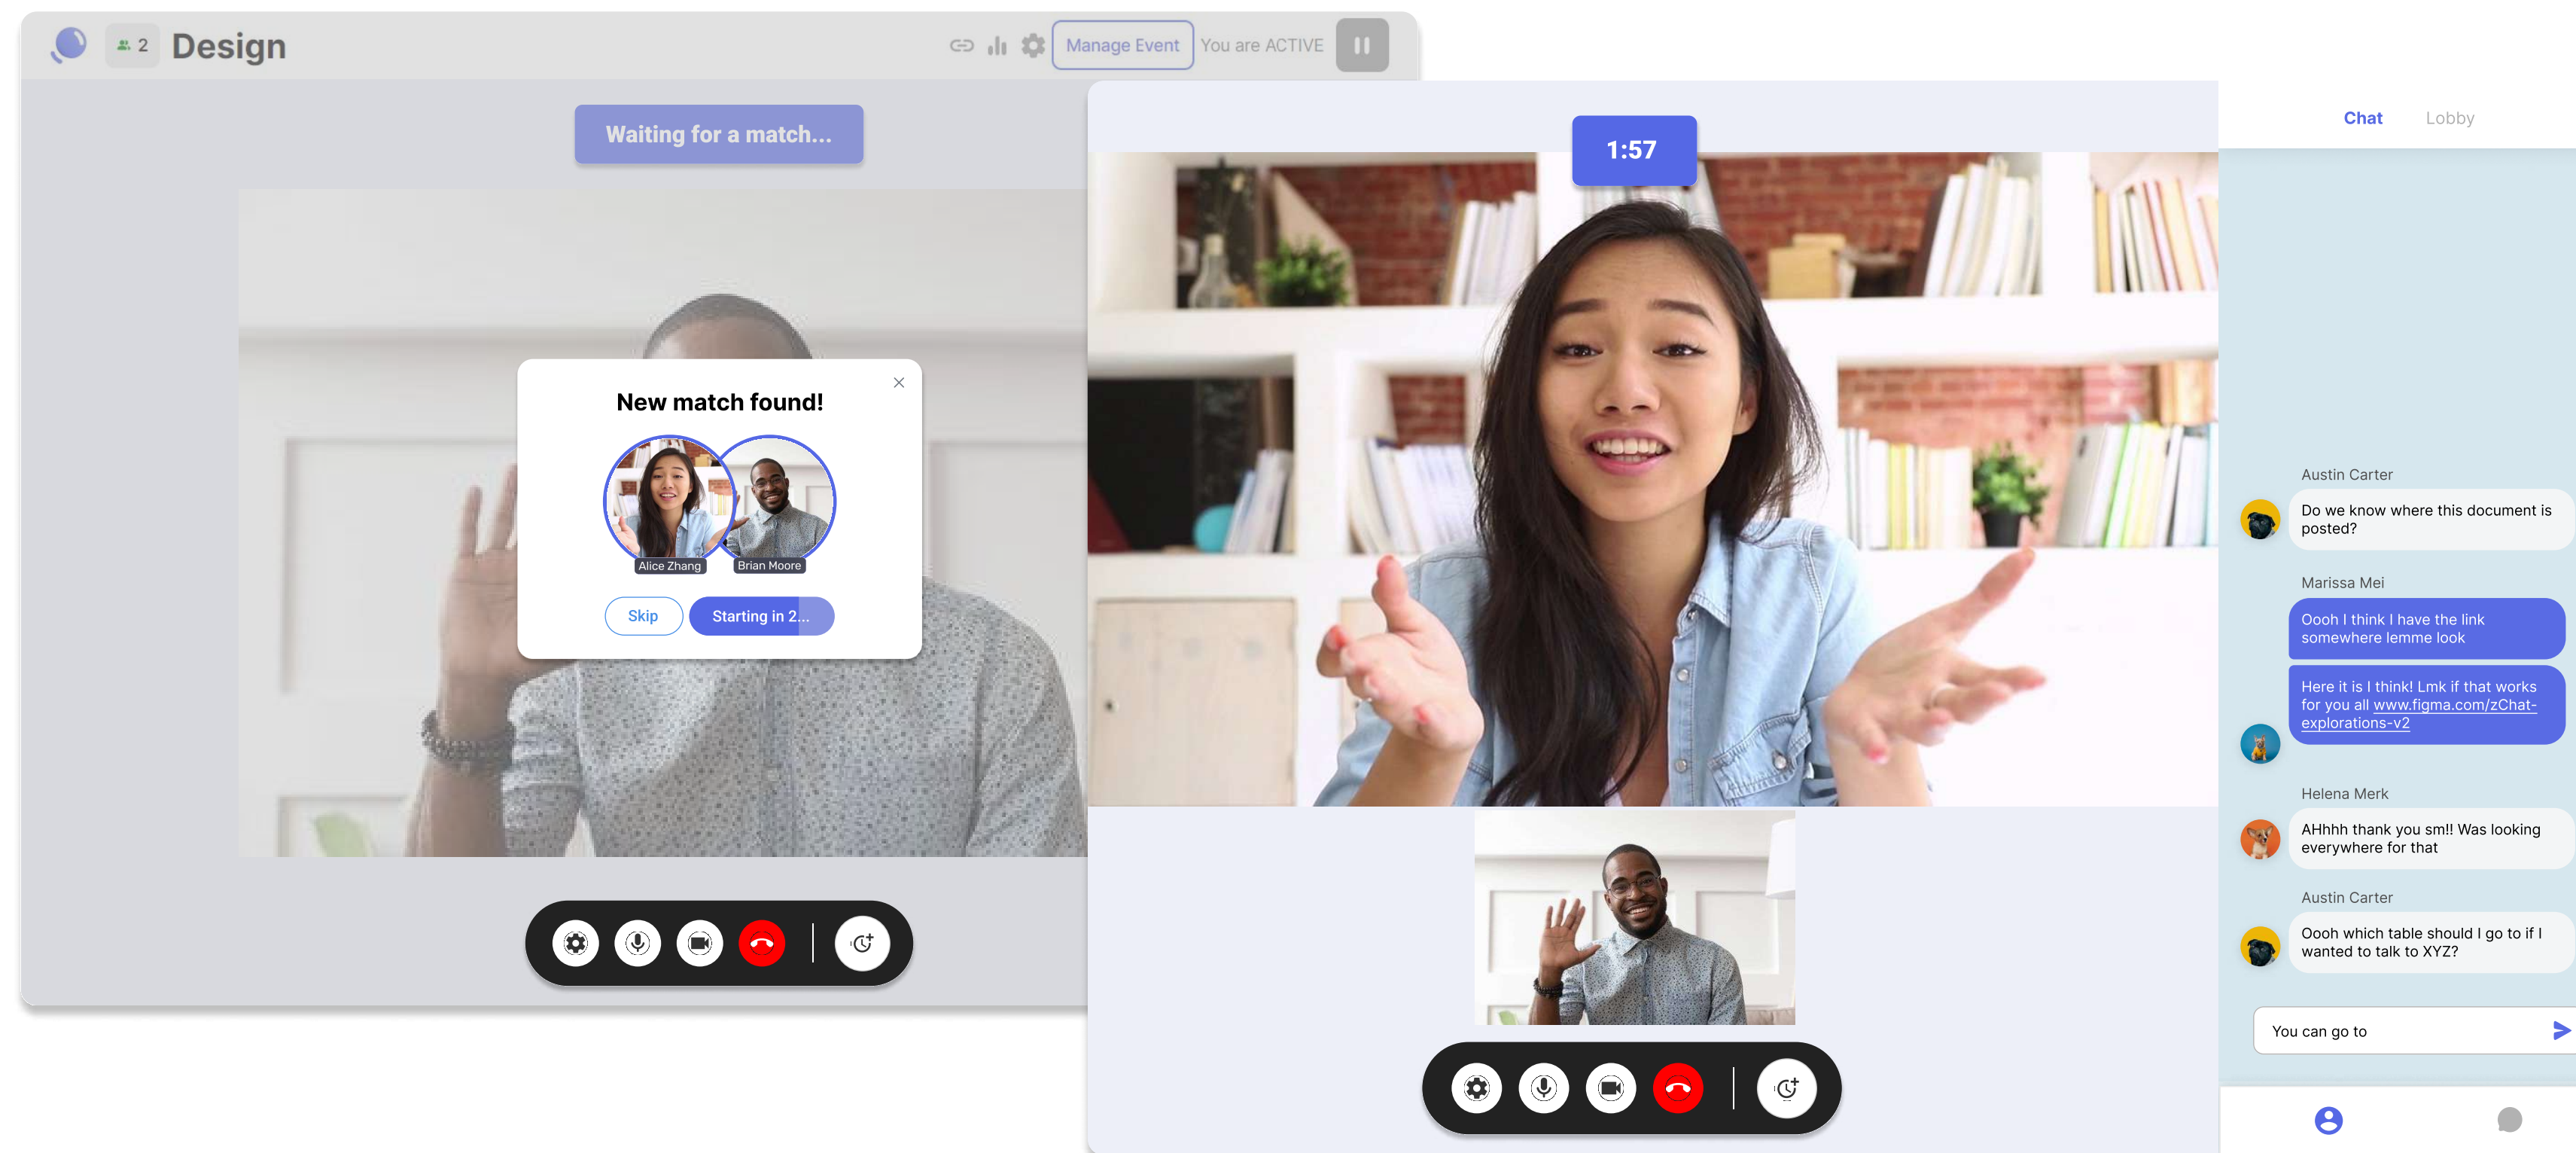 2 Design
Manage Event You are ACTIVE
Waiting for a match...
New match found!
Alice Zhang Brian Moore
Skip Starting in 2...
1:57
Chat Lobby
Austin Carter
Do we know where this document is
posted?
Marissa Mei
Oooh I think I have the link
somewhere lemme look
Here it is I think! Lmk if that works
for you all www.figma.com/zChat-
explorations-v2
Helena Merk
AHhhh thank you sm!! Was looking
everywhere for that
Austin Carter
Oooh which table should I go to if I
wanted to talk to XYZ?
You can go to